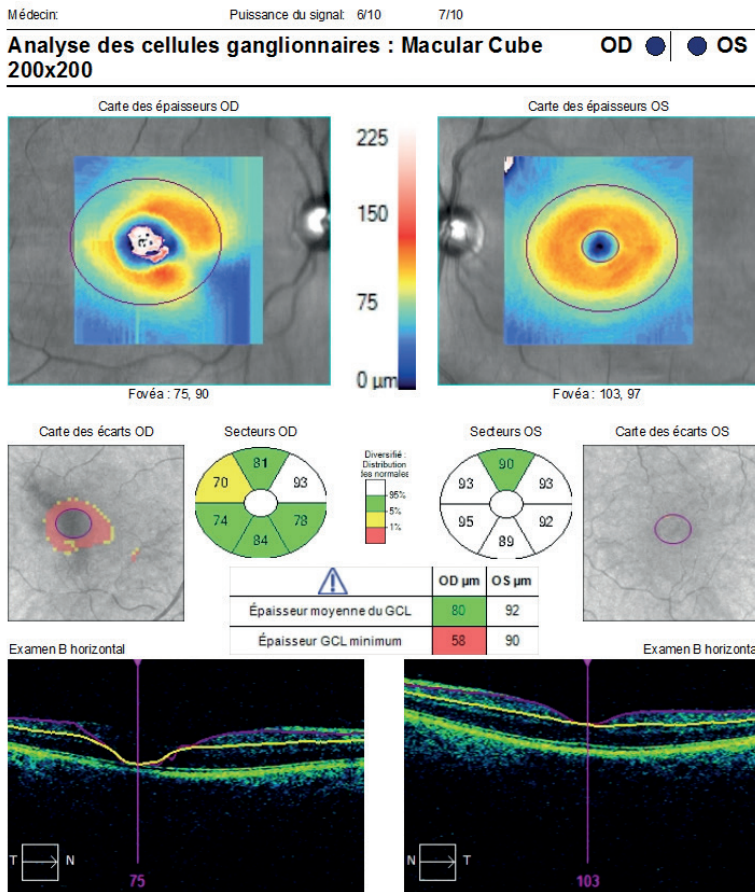 Médecin: Puissance du signal: 6/10 7/10
Analyse des cellules ganglionnaires : Macular Cube 200x200 OD OS
Carte des épaisseurs OD
Carte des épaisseurs OS
225
150
75
0 µm
Fovéa : 75, 90
Fovéa : 103, 97
Carte des écarts OD
Secteurs OD
Secteurs OS
Carte des écarts OS
81
70 93
74 78
84
Diversifié :
Distribution
des normales
95%
5%
1%
90
93 93
95 92
89
OD µm OS µm
Épaisseur moyenne du GCL 80 92
Épaisseur GCL minimum 58 90
Examen B horizontal
Examen B horizontal
T N
75
N T
103